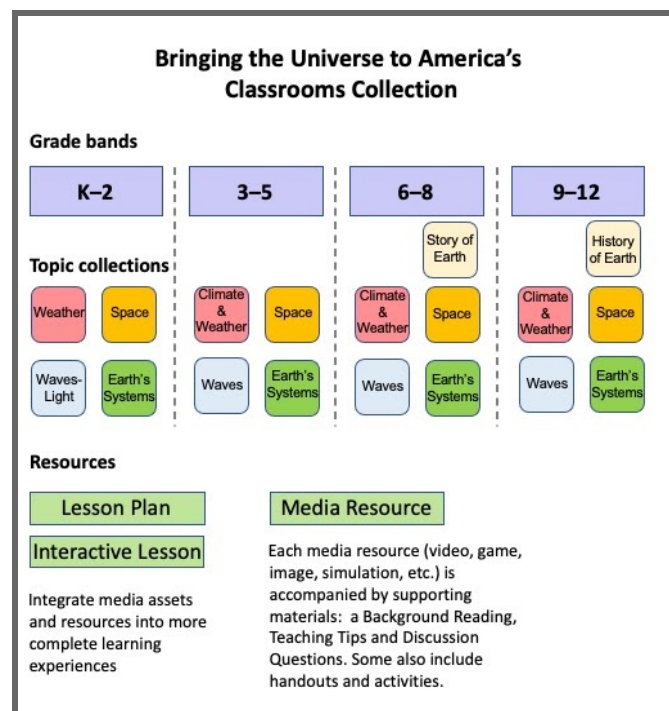 Bringing the Universe to America's
Classrooms Collection
Grade bands
K–2
3–5
6–8
9–12
Topic collections
Weather
Space
Waves-
Light
Earth's
Systems
Climate
&
Weather
Space
Waves
Earth's
Systems
Story of
Earth
Climate
&
Weather
Space
Waves
Earth's
Systems
History
of Earth
Climate
&
Weather
Space
Waves
Earth's
Systems
Resources
Lesson Plan
Interactive Lesson
Integrate media assets
and resources into more
complete learning
experiences
Media Resource
Each media resource (video, game,
image, simulation, etc.) is
accompanied by supporting
materials:  a Background Reading,
Teaching Tips and Discussion
Questions. Some also include
handouts and activities.